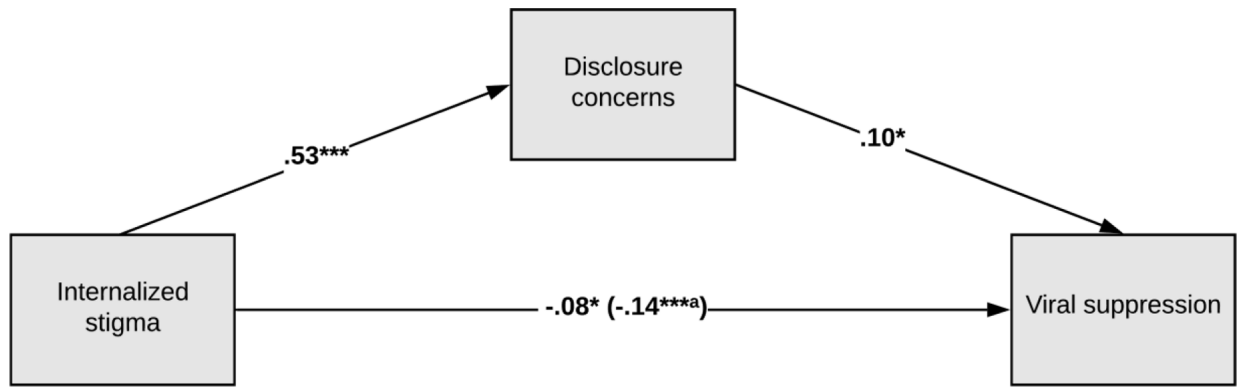 Disclosure
concerns
.53***
.10*
Internalized
stigma
-.08* (-.14***ᵃ)
Viral suppression